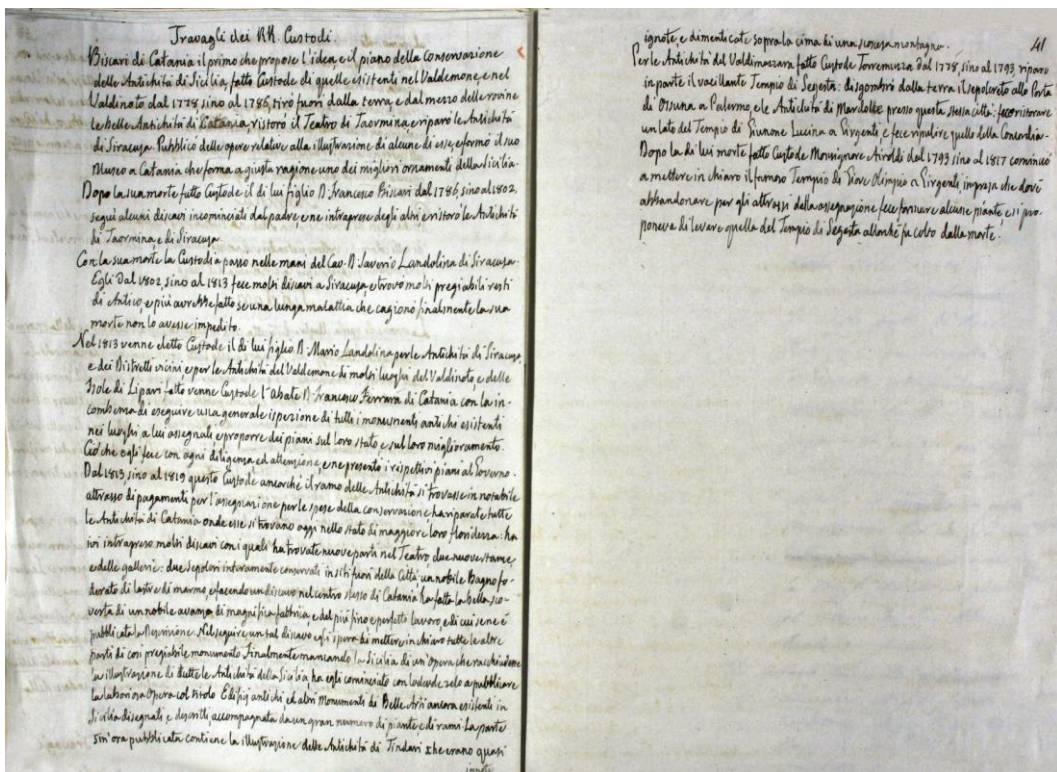 Travagli dei RR. Custodi.
Biscari di Catania il primo che propose l'idea, e il piano della conservazione
delle Antichità di Sicilia, fatto Custode di quelle esistenti nel Valdemone, e nel
Valdinoto dal 1778 sino al 1786, tirò fuori dalla terra, e dal mezzo delle rovine
le belle Antichità di Catania, ristorò il Teatro di Taormina, e riparò le Antichità
di Siracusa. Pubblicò delle opere relative alla illustrazione di alcune di esse, e formò il suo
Museo a Catania che forma a giusta ragione uno dei migliori ornamenti della Sicilia.
Dopo la sua morte fatto Custode il di lui figlio D. Francesco Biscari dal 1786, sino al 1802,
seguì alcuni discavi incominciati dal padre, e ne intraprese degli altri e ristorò le Antichità
di Taormina, e di Siracusa.
Con la sua morte la Custodia passò nelle mani del Cav. D. Saverio Landolina di Siracusa.
Egli dal 1802, sino al 1813 fece molti discavi a Siracusa, e trovò molti pregiabili resti
di Antico, e più avrebbe fatto se una lunga malattia che cagionò finalmente la sua
morte non lo avesse impedito.
Nel 1813 venne eletto Custode il di lui figlio D. Mario Landolina per le Antichità di Siracusa,
e dei Distretti vicini, e per le Antichità del Valdemone di molti luoghi del Valdinoto, e delle
Isole di Lipari fatto venne Custode l'Abate D. Francesco Ferrara di Catania con la in-
combenza di eseguire una generale ispezione di tutti i monumenti antichi esistenti
nei luoghi a lui assegnati e proporre dei piani sul loro stato e sul loro miglioramento.
Ciò che egli fece con ogni diligenza ed attenzione, e ne presentò i rispettivi piani al Governo.
Dal 1813, sino al 1819 questo Custode ancorchè il ramo delle Antichità si trovasse in notabile
attrasso di pagamenti per l'assegnazione per le spese della conservazione ha riparate tutte
le Antichità di Catania onde esse si trovano oggi nello stato di maggiore loro floridezza: ha
ivi intrapreso molti discavi con i quali ha trovate nuove parti nel Teatro, due nuove stanze,
e delle gallerie: due sepolcri interamente conservati in siti fuori della Città, un nobile Bagno fo-
derato di lastre di marmo, e facendo un discavo nel centro stesso di Catania ha fatta la bella sco-
verta di un nobile avanzo di magnifica fabbrica, e del più fino e perfetto lavoro, e di cui se ne è
pubblicata la Descrizione. Nel seguire un tal discavo egli spera di mettere in chiaro tutte le altre
parti di così pregiabile monumento. Finalmente mancando la Sicilia di un'opera che racchiudesse
la illustrazione di tutte le Antichità della Sicilia, ha egli cominciato con lodevole zelo a pubblicare
la laboriosa Opera col titolo Edifizj antichi ed altri Monumenti di Belle Arti ancora esistenti in
Sicilia disegnati, e descritti accompagnata da un gran numero di piante, e di rami. La parte
sin'ora pubblicata contiene la illustrazione delle Antichità di Tindari che erano quasi
ignote
41
ignote, e dimenticate sopra la cima di una scoscesa montagna.
Per le Antichità del Valdimazzara fatto Custode Torremuzza dal 1778, sino al 1793, riparò
in parte il vacillante Tempio di Segesta: disgombrò dalla terra il sepolcreto alla Porta
di Ossuna a Palermo, e le Antichità di Mardolce presso questa stessa città: fece ristorare
un lato del Tempio di Giunone Lucina a Girgenti e fece ripulire quello della Concordia.
Dopo la di lui morte fatto Custode Monsignore Airoldi dal 1793 sino al 1817 cominciò
a mettere in chiaro il famoso Tempio di Giove Olimpio a Girgenti, impresa che dovè
abbandonare per gli attrassi della assegnazione fece formare alcune piante, e si pro-
poneva di levare quella del Tempio di Segesta allorchè fu colto dalla morte.